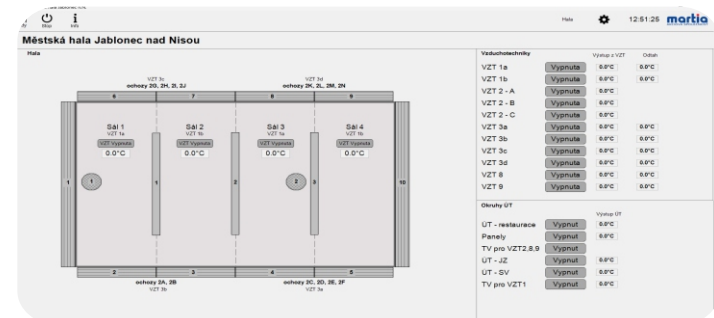 Stop
Info
Hala
12:51:25
martia
Městská hala Jablonec nad Nisou
Hala
VZT 3c
ochozy 2G, 2H, 2I, 2J
VZT 3d
ochozy 2K, 2L, 2M, 2N
6 7 8 9
Sál 1 Sál 2 Sál 3 Sál 4
VZT 1a VZT 1b VZT 1a VZT 1b
VZT Vypnuta VZT Vypnuta VZT Vypnuta VZT Vypnuta
0.0°C 0.0°C 0.0°C 0.0°C
1 1 1 2 2 3 10
2 3 4 5
ochozy 2A, 2B
VZT 3b
ochozy 2C, 2D, 2E, 2F
VZT 3a
Vzduchotechniky Výstup z VZT Odtah
VZT 1a Vypnuta 0.0°C 0.0°C
VZT 1b Vypnuta 0.0°C 0.0°C
VZT 2 - A Vypnuta 0.0°C
VZT 2 - B Vypnuta 0.0°C
VZT 2 - C Vypnuta 0.0°C
VZT 3a Vypnuta 0.0°C 0.0°C
VZT 3b Vypnuta 0.0°C 0.0°C
VZT 3c Vypnuta 0.0°C 0.0°C
VZT 3d Vypnuta 0.0°C 0.0°C
VZT 8 Vypnuta 0.0°C 0.0°C
VZT 9 Vypnuta 0.0°C 0.0°C
Okruhy ÚT
Výstup ÚT
ÚT - restaurace Vypnut 0.0°C
Panely Vypnut 0.0°C
TV pro VZT2,8,9 Vypnut
ÚT - JZ Vypnut 0.0°C
ÚT - SV Vypnut 0.0°C
TV pro VZT1 Vypnut 0.0°C